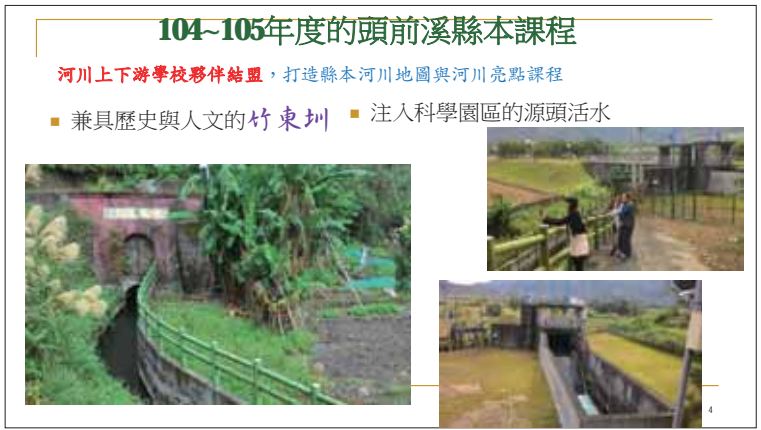 104~105年度的頭前溪縣本課程
河川上下游學校夥伴結盟，打造縣本河川地圖與河川亮點課程
■ 兼具歷史與人文的竹東圳
■ 注入科學園區的源頭活水
4